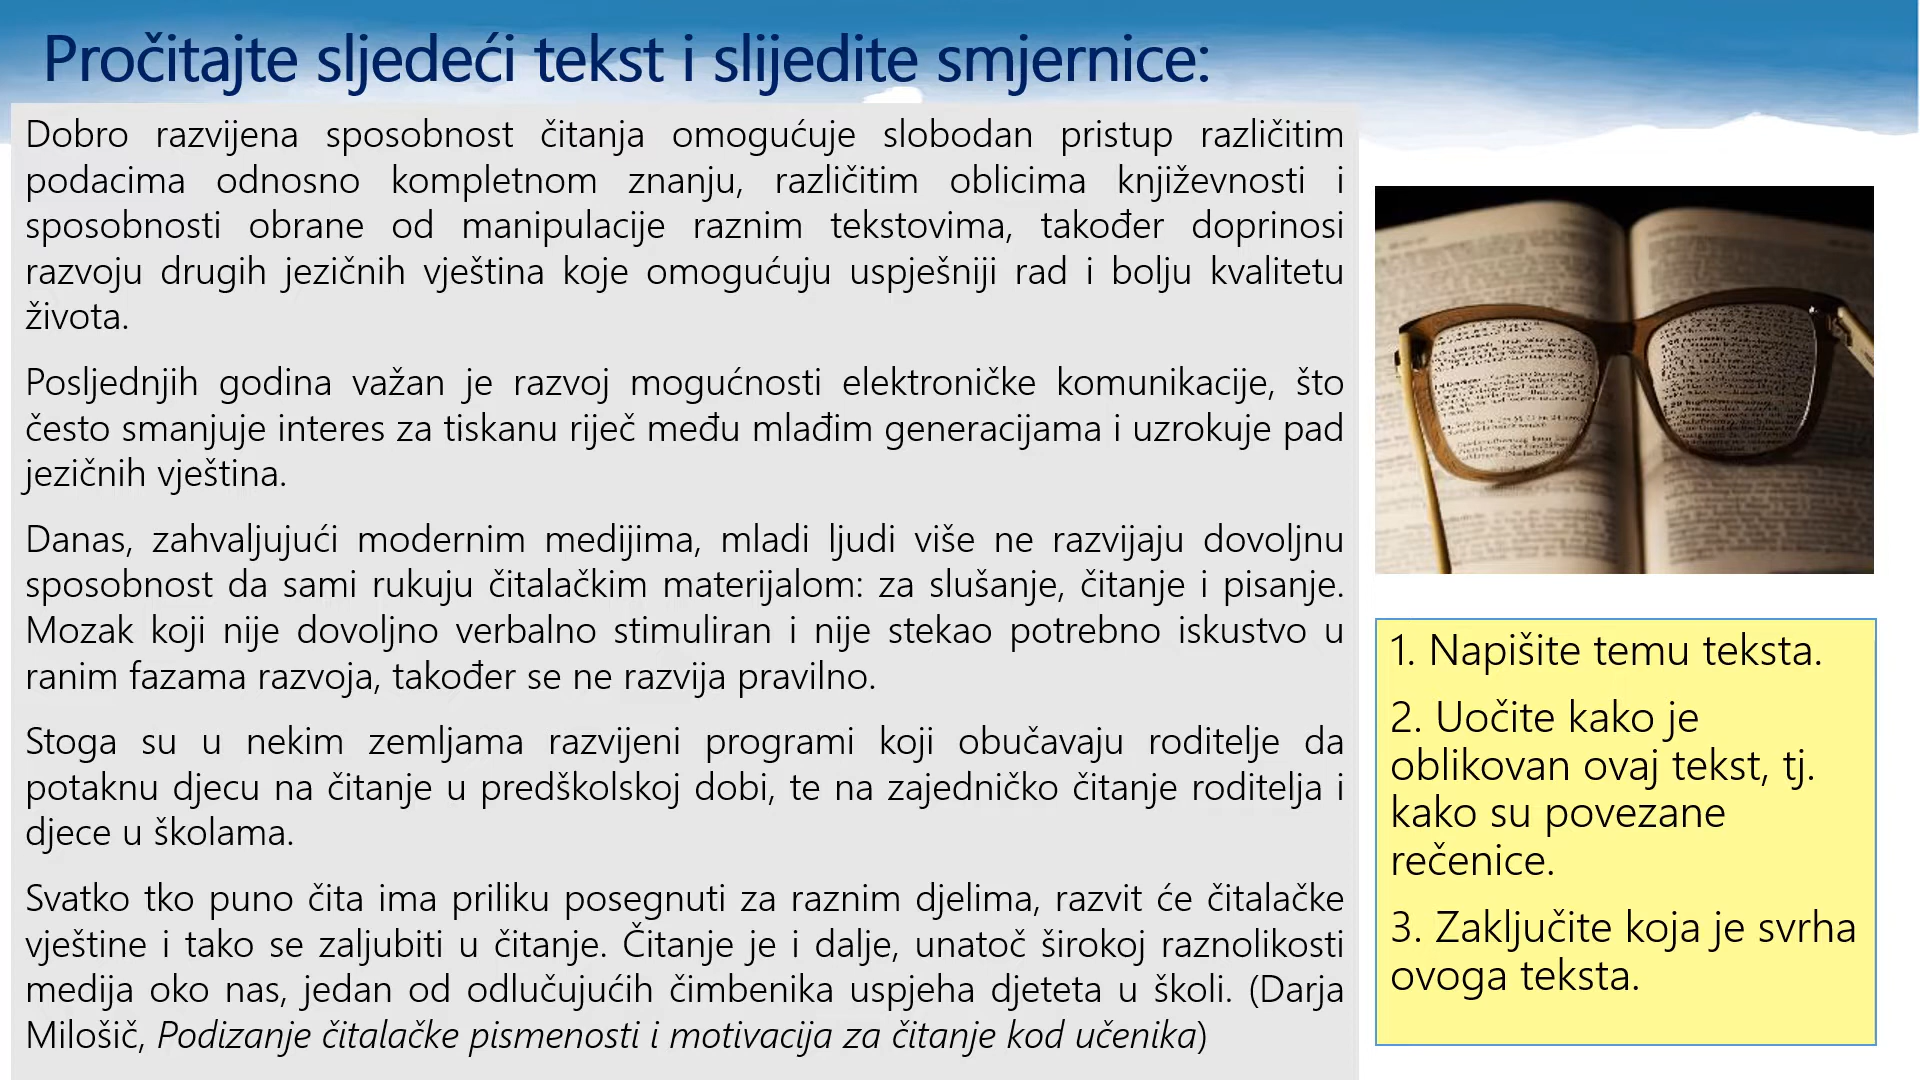 Pročitajte sljedeći tekst i slijedite smjernice:
Dobro razvijena sposobnost čitanja omogućuje slobodan pristup različitim
podacima odnosno kompletnom znanju, različitim oblicima književnosti i
sposobnosti obrane od manipulacije raznim tekstovima, također doprinosi
razvoju drugih jezičnih vještina koje omogućuju uspješniji rad i bolju kvalitetu
života.
Posljednjih godina važan je razvoj mogućnosti elektroničke komunikacije, što
često smanjuje interes za tiskanu riječ među mlađim generacijama i uzrokuje pad
jezičnih vještina.
Danas, zahvaljujući modernim medijima, mladi ljudi više ne razvijaju dovoljnu
sposobnost da sami rukuju čitalačkim materijalom: za slušanje, čitanje i pisanje.
Mozak koji nije dovoljno verbalno stimuliran i nije stekao potrebno iskustvo u
ranim fazama razvoja, također se ne razvija pravilno.
Stoga su u nekim zemljama razvijeni programi koji obučavaju roditelje da
potaknu djecu na čitanje u predškolskoj dobi, te na zajedničko čitanje roditelja i
djece u školama.
Svatko tko puno čita ima priliku posegnuti za raznim djelima, razvit će čitalačke
vještine i tako se zaljubiti u čitanje. Čitanje je i dalje, unatoč širokoj raznolikosti
medija oko nas, jedan od odlučujućih čimbenika uspjeha djeteta u školi. (Darja
Milošič, Podizanje čitalačke pismenosti i motivacija za čitanje kod učenika)
1. Napišite temu teksta.
2. Uočite kako je
oblikovan ovaj tekst, tj.
kako su povezane
rečenice.
3. Zaključite koja je svrha
ovoga teksta.